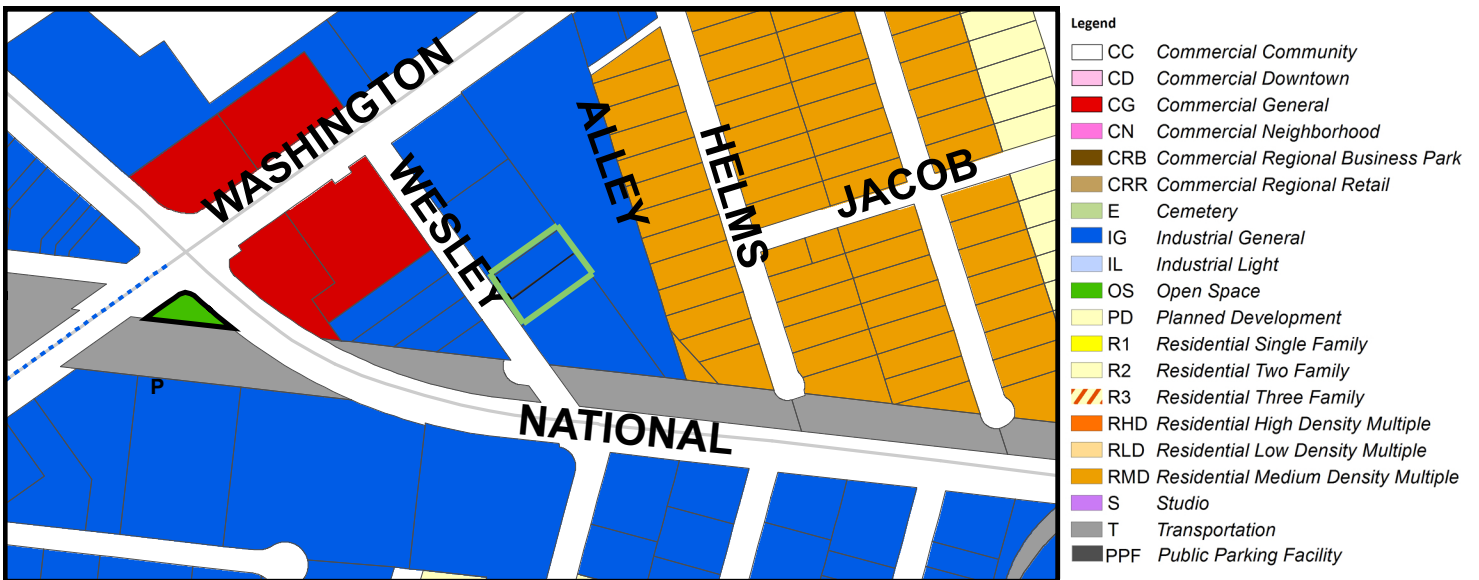 WASHINGTON
WESLEY
ALLEY
HELMS
JACOB
NATIONAL
P
Legend
CC Commercial Community
CD Commercial Downtown
CG Commercial General
CN Commercial Neighborhood
CRB Commercial Regional Business Park
CRR Commercial Regional Retail
E Cemetery
IG Industrial General
IL Industrial Light
OS Open Space
PD Planned Development
R1 Residential Single Family
R2 Residential Two Family
R3 Residential Three Family
RHD Residential High Density Multiple
RLD Residential Low Density Multiple
RMD Residential Medium Density Multiple
S Studio
T Transportation
PPF Public Parking Facility